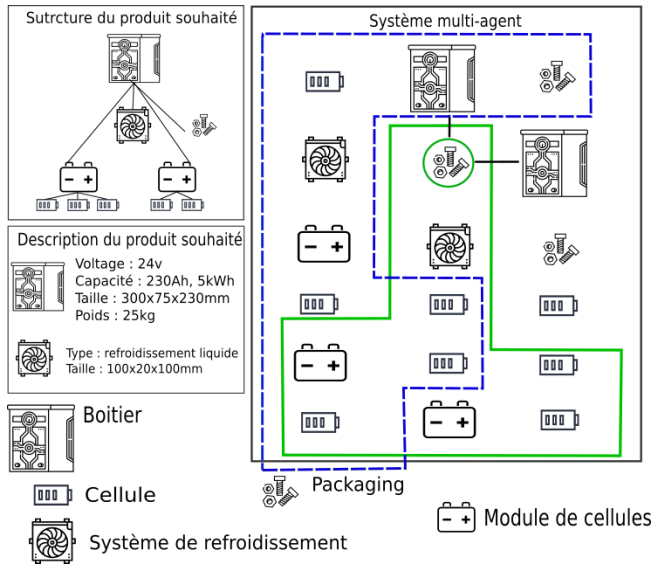 Sutrcture du produit souhaité
Système multi-agent
Description du produit souhaité
Voltage : 24v
Capacité : 230Ah, 5kWh
Taille : 300x75x230mm
Poids : 25kg
Type : refroidissement liquide
Taille : 100x20x100mm
Boitier
Cellule
Packaging
Module de cellules
Système de refroidissement